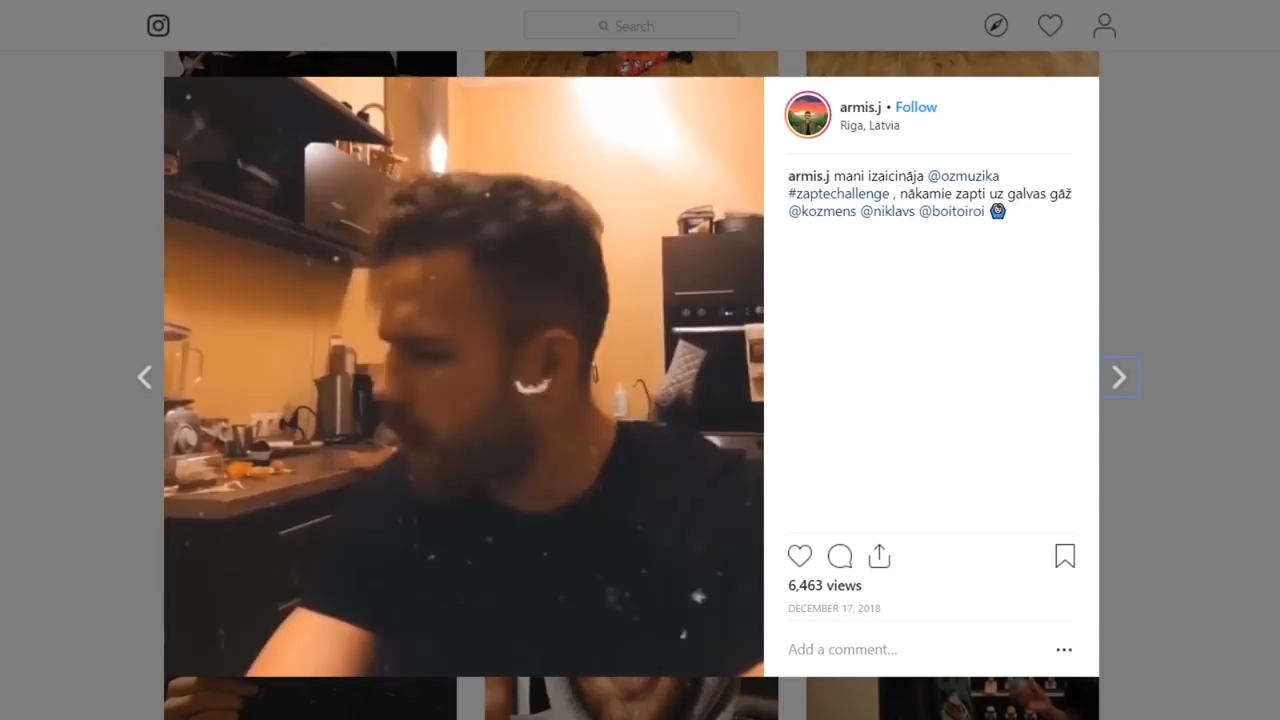 Search
armis.j • Follow
Riga, Latvia
armis.j mani izaicināja @ozmuzika
#zaptechallenge , nākamie zapti uz galvas gāž
@kozmens @niklavs @boitoiroi
6,463 views
DECEMBER 17, 2018
Add a comment...